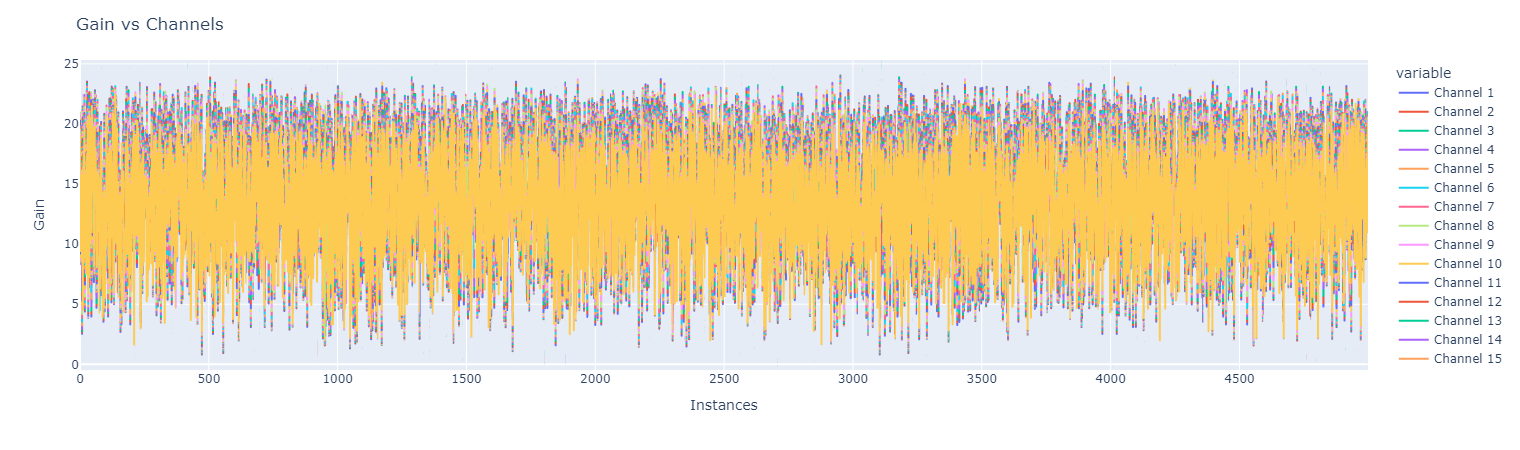 Gain vs Channels
25
20
15
10
5
0
Gain
0 500 1000 1500 2000 2500 3000 3500 4000 4500
Instances
variable
Channel 1
Channel 2
Channel 3
Channel 4
Channel 5
Channel 6
Channel 7
Channel 8
Channel 9
Channel 10
Channel 11
Channel 12
Channel 13
Channel 14
Channel 15